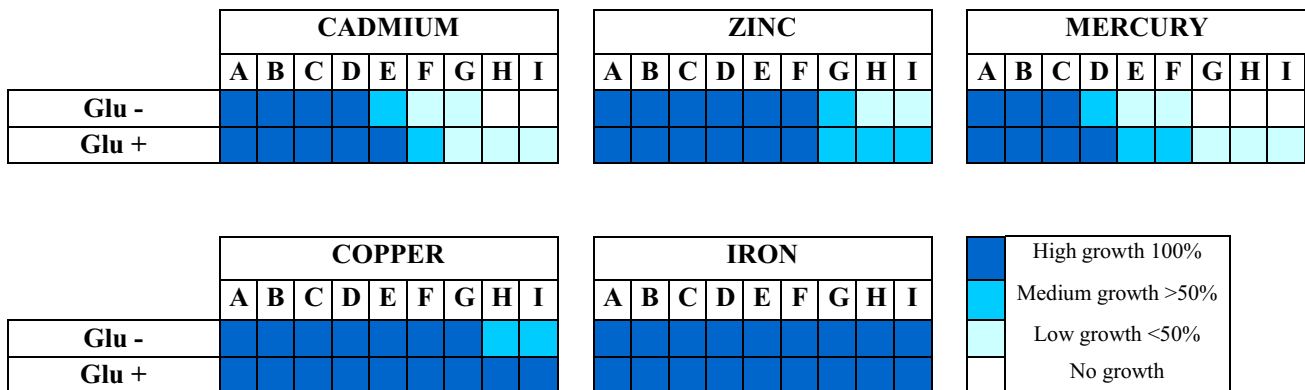 CADMIUM ZINC MERCURY
A B C D E F G H I A B C D E F G H I A B C D E F G H I
Glu -
Glu +
COPPER IRON
A B C D E F G H I A B C D E F G H I
Glu -
Glu +
High growth 100%
Medium growth >50%
Low growth <50%
No growth